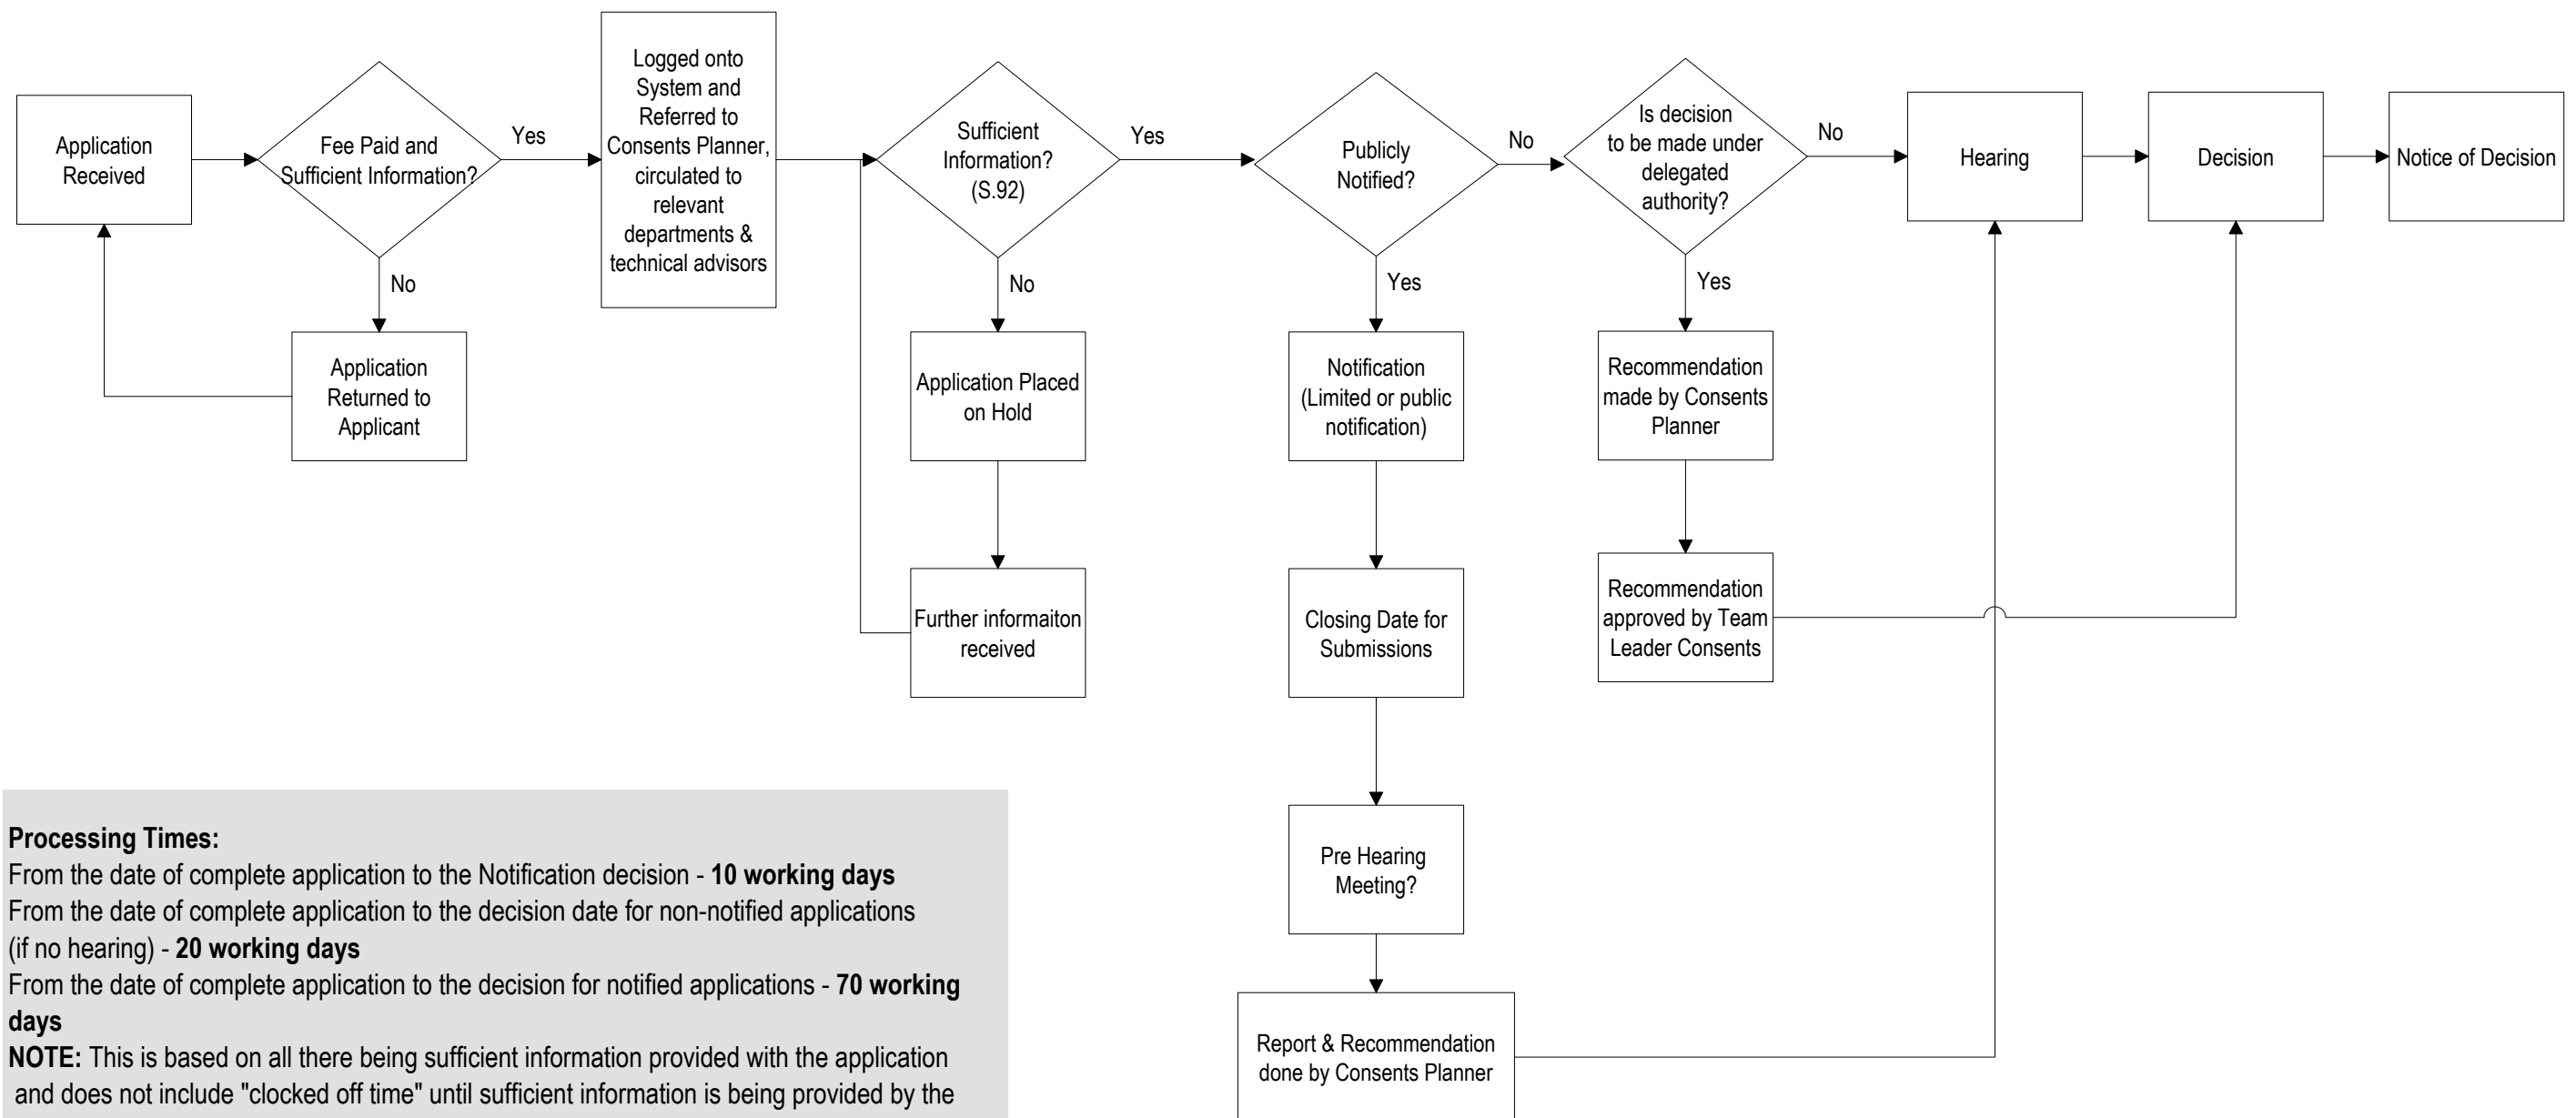 Application
Received
Fee Paid and
Sufficient Information?
Yes
No
Application
Returned to
Applicant
Logged onto
System and
Referred to
Consents Planner,
circulated to
relevant
departments &
technical advisors
Sufficient
Information?
(S.92)
Yes
No
Application Placed
on Hold
Further informaiton
received
Publicly
Notified?
No
Yes
Notification
(Limited or public
notification)
Closing Date for
Submissions
Pre Hearing
Meeting?
Report & Recommendation
done by Consents Planner
Is decision
to be made under
delegated
authority?
No
Yes
Recommendation
made by Consents
Planner
Recommendation
approved by Team
Leader Consents
Hearing
Decision
Notice of Decision
Processing Times:
From the date of complete application to the Notification decision - 10 working days
From the date of complete application to the decision date for non-notified applications
(if no hearing) - 20 working days
From the date of complete application to the decision for notified applications - 70 working
days
NOTE: This is based on all there being sufficient information provided with the application
and does not include "clocked off time" until sufficient information is being provided by the